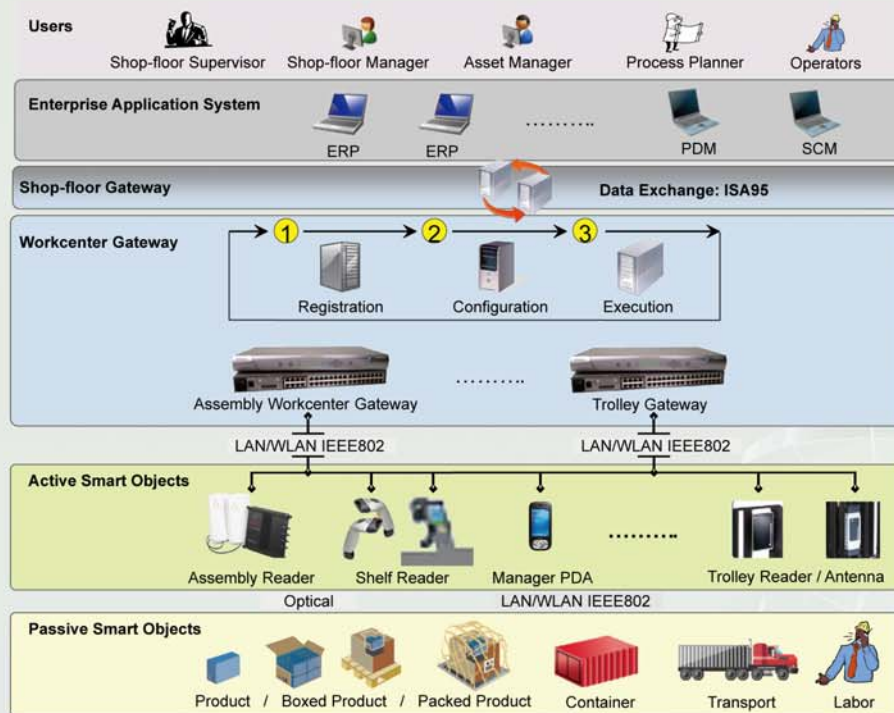 Users
Shop-floor Supervisor Shop-floor Manager Asset Manager Process Planner Operators
Enterprise Application System
ERP ERP ......... PDM SCM
Shop-floor Gateway Data Exchange: ISA95
Workcenter Gateway
1 2 3
Registration Configuration Execution
.........
Assembly Workcenter Gateway Trolley Gateway
LAN/WLAN IEEE802 LAN/WLAN IEEE802
Active Smart Objects
.........
Assembly Reader Shelf Reader Manager PDA Trolley Reader / Antenna
Optical LAN/WLAN IEEE802
Passive Smart Objects
Product / Boxed Product / Packed Product Container Transport Labor